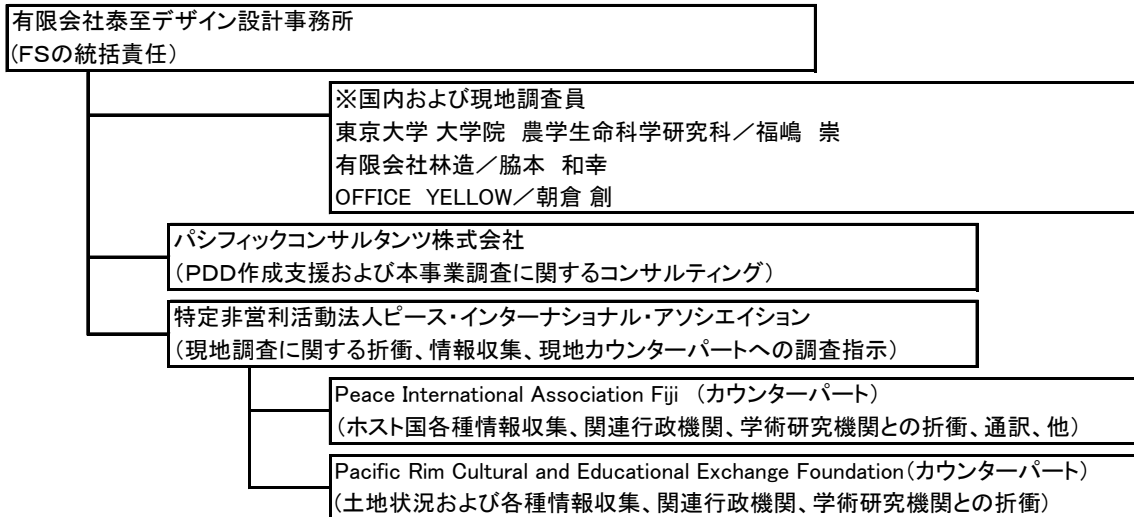 有限会社泰至デザイン設計事務所
(FSの統括責任)
※国内および現地調査員
東京大学 大学院　農学生命科学研究科／福嶋　崇
有限会社林造／脇本　和幸
OFFICE　YELLOW／朝倉 創
パシフィックコンサルタンツ株式会社
(PDD作成支援および本事業調査に関するコンサルティング)
特定非営利活動法人ピース・インターナショナル・アソシエイション
(現地調査に関する折衝、情報収集、現地カウンターパートへの調査指示)
Peace International Association Fiji　(カウンターパート)
(ホスト国各種情報収集、関連行政機関、学術研究機関との折衝、通訳、他)
Pacific Rim Cultural and Educational Exchange Foundation(カウンターパート)
(土地状況および各種情報収集、関連行政機関、学術研究機関との折衝)